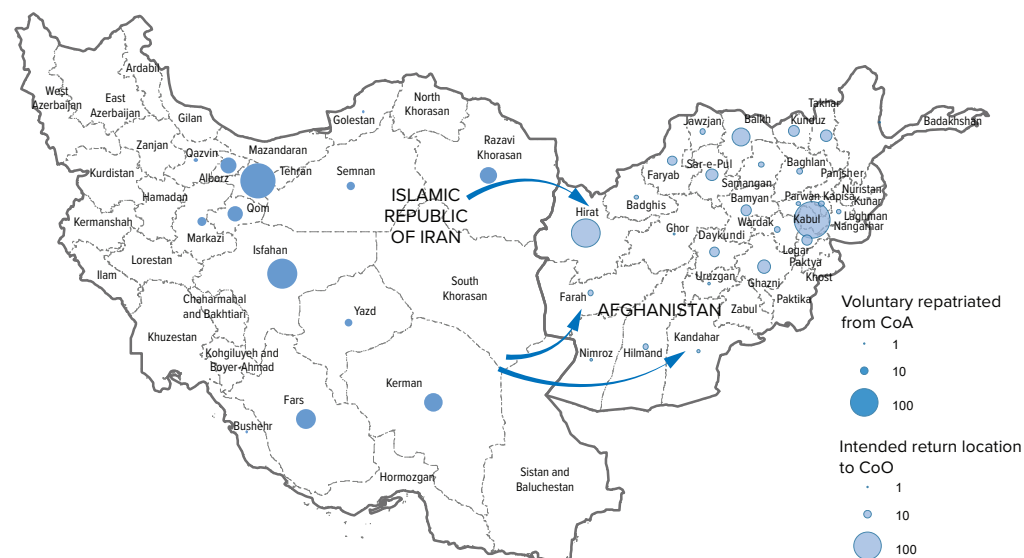 Ardabil
West
Azerbaijan
East
Azerbaijan
Gilan
Golestan
North
Khorasan
Razavi
Khorasan
Zanjan
Qazvin
Mazandaran
Kurdistan
Alborz
Tehran
Semnan
Hamadan
Qom
Kermanshah
Markazi
ISLAMIC
REPUBLIC
OF IRAN
Isfahan
Lorestan
Ilam
South
Khorasan
Chaharmahal
and Bakhtiari
Yazd
Khuzestan
Kohgiluyeh and
Boyer-Ahmad
Kerman
Fars
Bushehr
Hormozgan
Sistan and
Baluchestan
Takhar
Jawzjan
Balkh
Kunduz
Badakhshan
Sar-e-Pul
Baghlan
Faryab
Samangan
Panjsher
Nuristan
Badghis
Bamyan
Parwan
Kapisa
Kunar
Hirat
Laghman
Kabul
Wardak
Nangarhar
Ghor
Daykundi
Logar
Paktya
Khost
Uruzgan
Ghazni
Farah
AFGHANISTAN
Zabul
Paktika
Kandahar
Nimroz
Hilmand
Voluntary repatriated
from CoA
1
10
100
Intended return location
to CoO
1
10
100